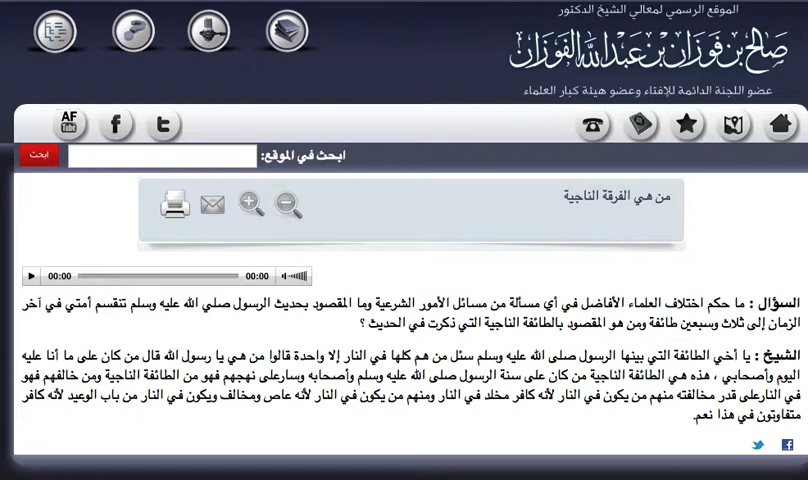 الموقع الرسمي لمعالي الشيخ الدكتور
صالح بن فوزان بن عبدالله الفوزان
عضو اللجنة الدائمة للإفتاء وعضو هيئة كبار العلماء
AF
Tube
f
t
ابحث في الموقع:
ابحث
من هي الفرقة الناجية
00:00
00:00
السؤال : ما حكم اختلاف العلماء الأفاضل في أي مسألة من مسائل الأمور الشرعية وما المقصود بحديث الرسول صلي الله عليه وسلم تنقسم أمتي في آخر
الزمان إلى ثلاث وسبعين طائفة ومن هو المقصود بالطائفة الناجية التي ذكرت في الحديث ؟
الشيخ : يا أخي الطائفة التي بينها الرسول صلى الله عليه وسلم سئل من هم كلها في النار إلا واحدة قالوا من هي يا رسول الله قال من كان على ما أنا عليه
اليوم وأصحابي ، هذه هي الطائفة الناجية من كان على سنة الرسول صلى الله عليه وسلم وأصحابه وسارعلى نهجهم فهو من الطائفة الناجية ومن خالفهم فهو
في النارعلى قدر مخالفته منهم من يكون في النار لأنه كافر مخلد في النار ومنهم من يكون في النار لأنه عاص ومخالف ويكون في النار من باب الوعيد لأنه كافر
متفاوتون في هذا نعم.
f